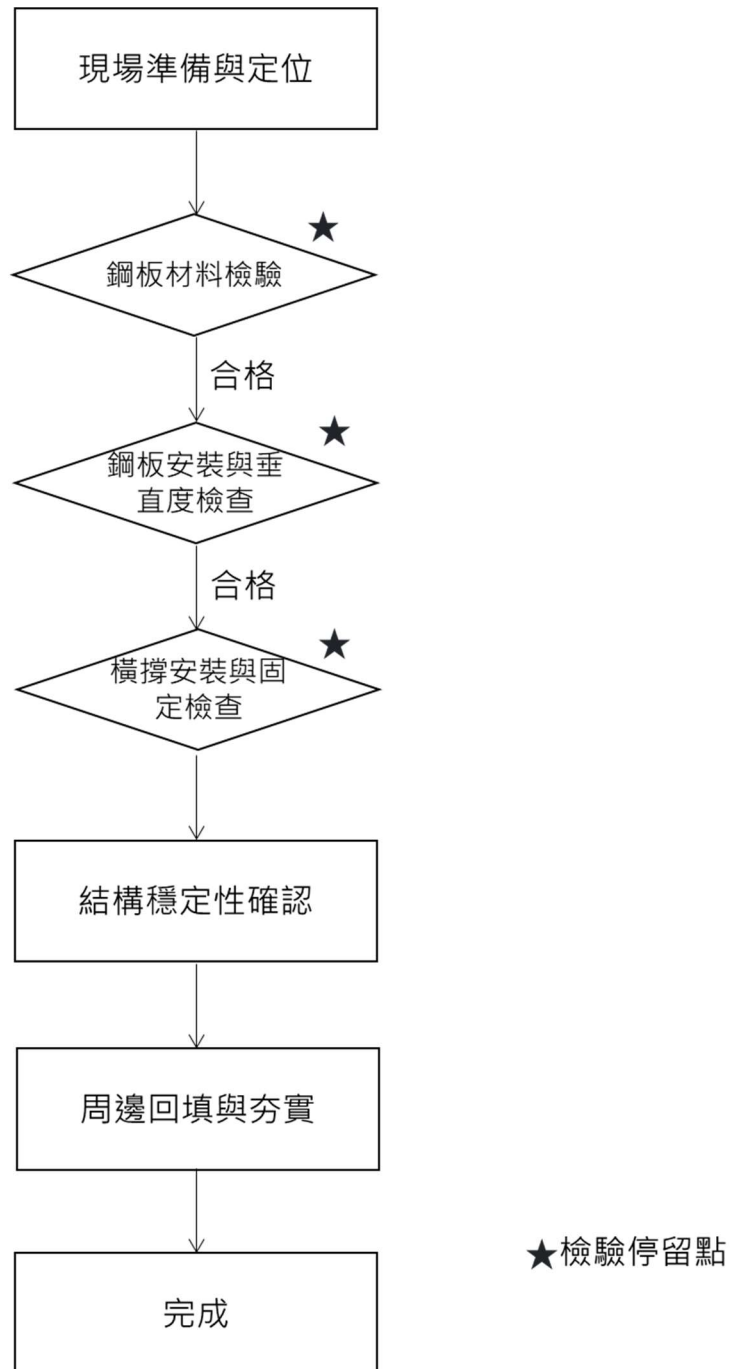 現場準備與定位
★
鋼板材料檢驗
合格
★
鋼板安裝與垂
直度檢查
合格
★
橫撐安裝與固
定檢查
結構穩定性確認
周邊回填與夯實
★檢驗停留點
完成